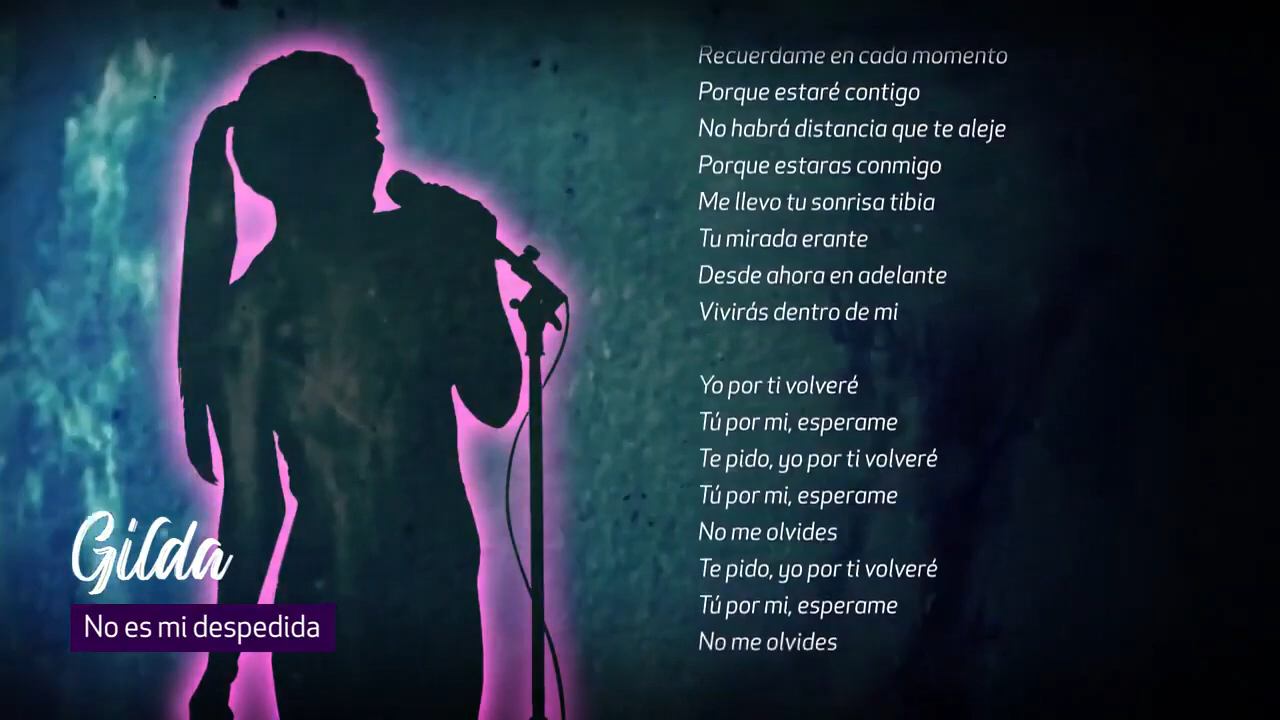 Recuerdame en cada momento
Porque estaré contigo
No habrá distancia que te aleje
Porque estaras conmigo
Me llevo tu sonrisa tibia
Tu mirada erante
Desde ahora en adelante
Vivirás dentro de mi
Yo por ti volveré
Tú por mi, esperame
Te pido, yo por ti volveré
Tú por mi, esperame
No me olvides
Te pido, yo por ti volveré
Tú por mi, esperame
No me olvides
Gilda
No es mi despedida